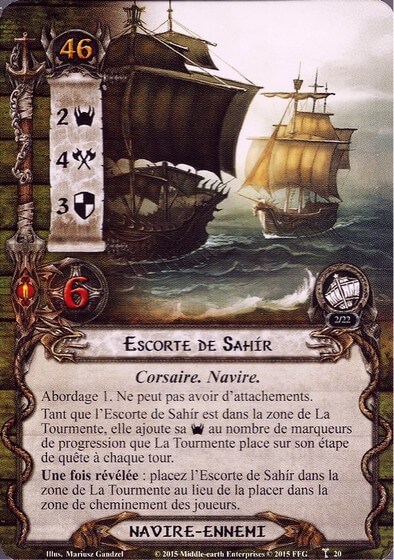 46
2
4
3
6
2/22
Escorte de Sahír
Corsaire. Navire.
Abordage 1. Ne peut pas avoir d'attachements.
Tant que l'Escorte de Sahír est dans la zone de La
Tourmente, elle ajoute sa au nombre de marqueurs
de progression que La Tourmente place sur son étape
de quête à chaque tour.
Une fois révélée : placez l'Escorte de Sahír dans la
zone de La Tourmente au lieu de la placer dans la
zone de cheminement des joueurs.
NAVIRE-ENNEMI
Illus. Mariusz Gandzel © 2015 Middle-earth Enterprises © 2015 FFG 20